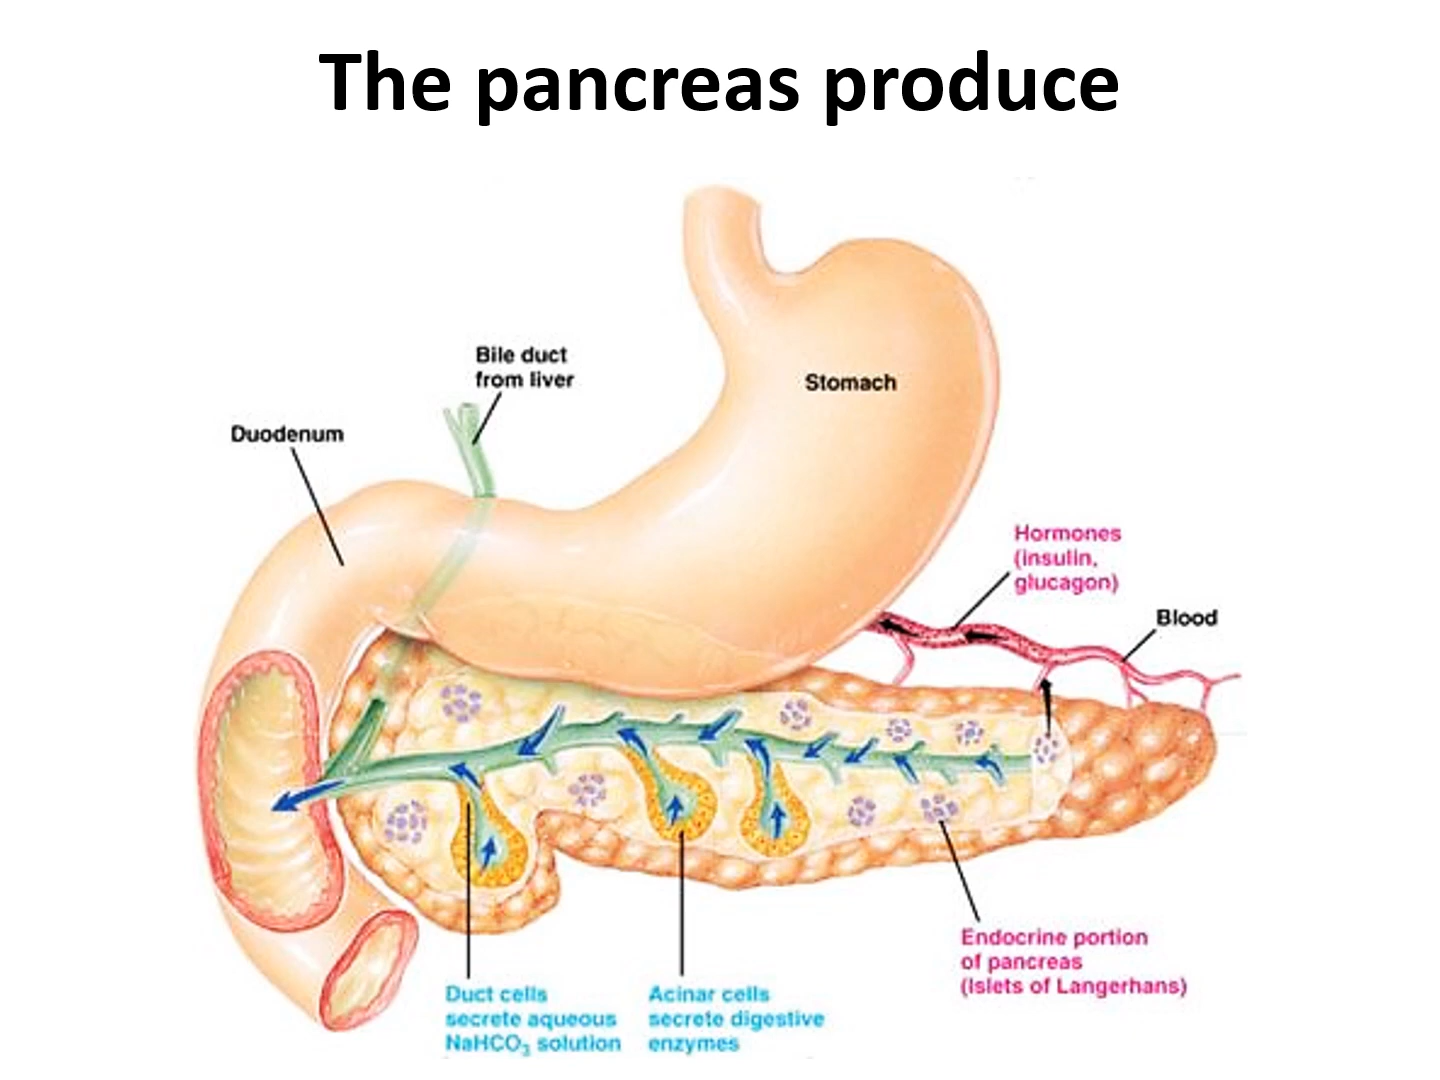 The pancreas produce
Bile duct
from liver
Stomach
Duodenum
Hormones
(insulin,
glucagon)
Blood
Endocrine portion
of pancreas
(Islets of Langerhans)
Duct cells
secrete aqueous
NaHCO3 solution
Acinar cells
secrete digestive
enzymes